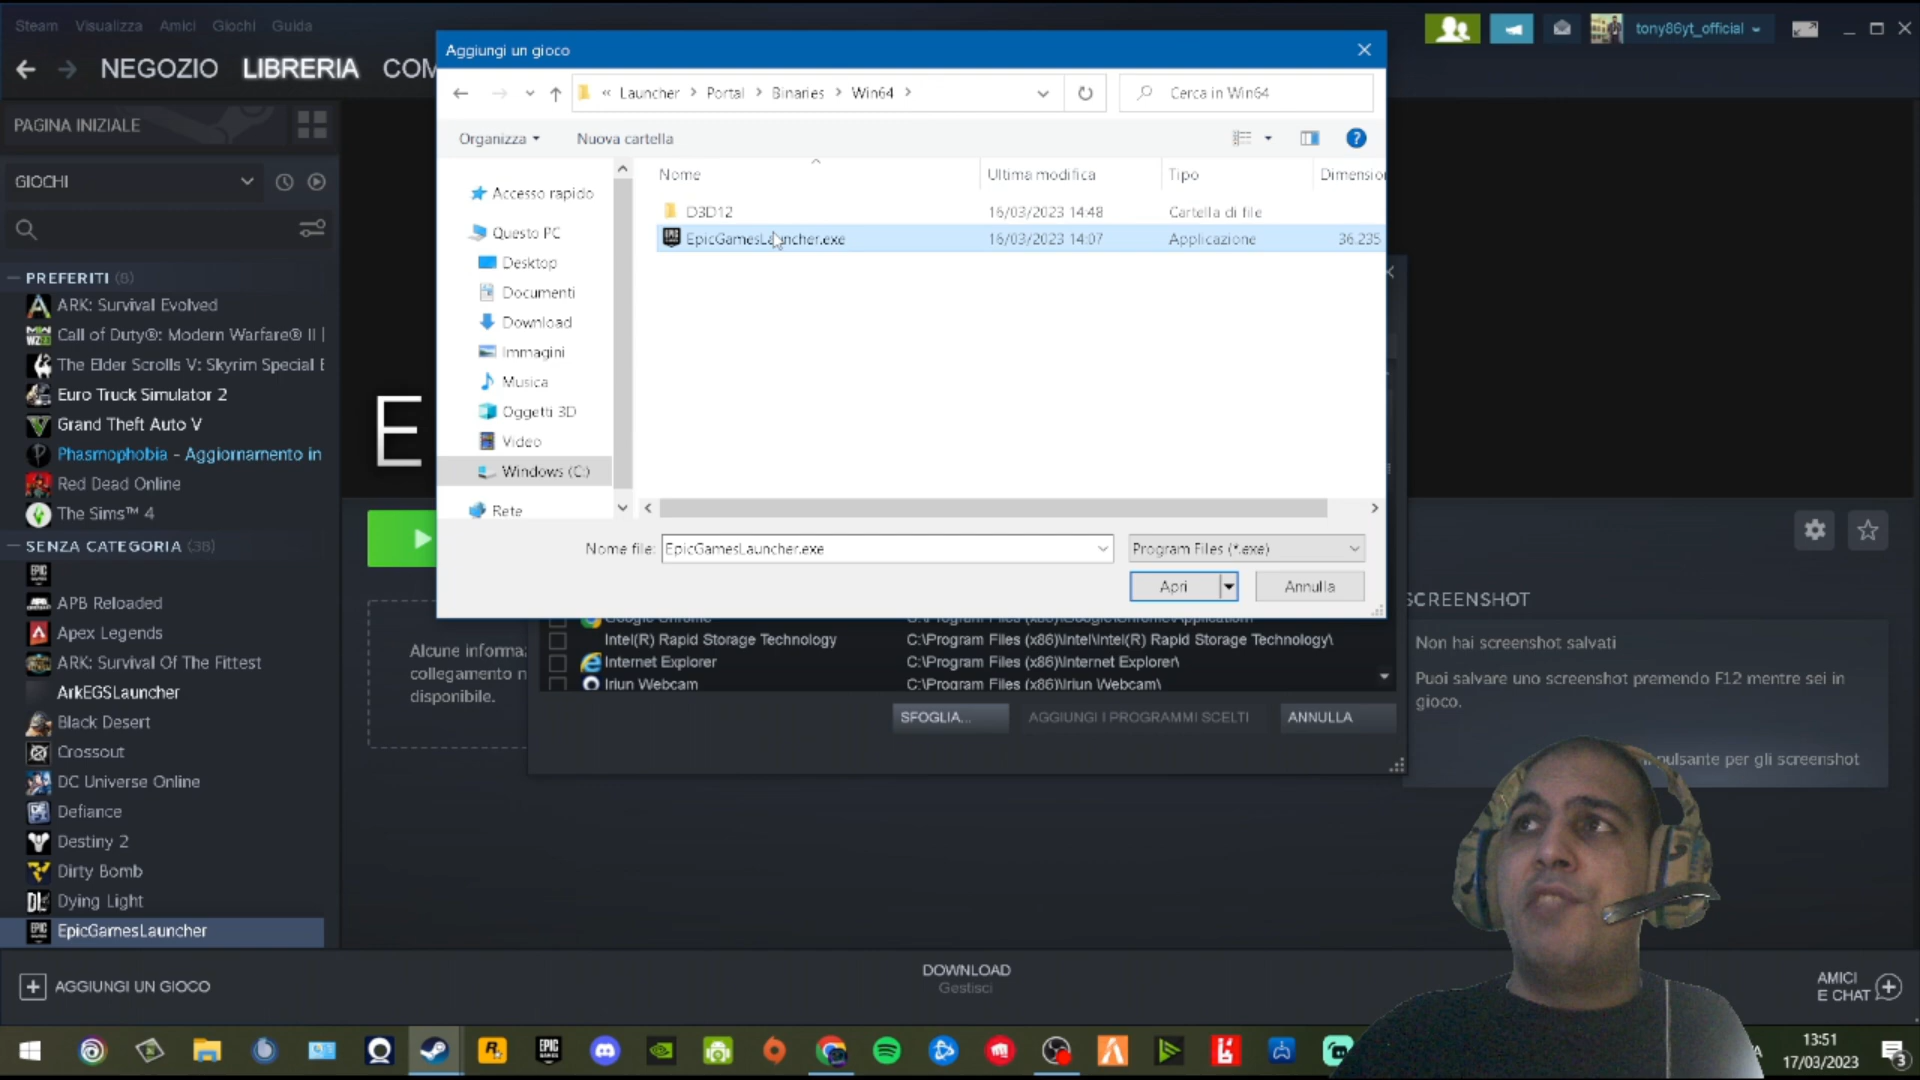 Steam Visualizza Amici Giochi Guida
tony86yt_official
NEGOZIO LIBRERIA COM
Aggiungi un gioco
« Launcher > Portal > Binaries > Win64 >
Cerca in Win64
Organizza
Nuova cartella
Nome
Ultima modifica
Tipo
Dimensio
D3D12 16/03/2023 14:48 Cartella di file
EpicGamesLauncher.exe 16/03/2023 14:07 Applicazione 36.235
Accesso rapido
Questo PC
Desktop
Documenti
Download
Immagini
Musica
Oggetti 3D
Video
Windows (C:)
Rete
Nome file: EpicGamesLauncher.exe
Program Files (*.exe)
Apri
Annulla
PAGINA INIZIALE
GIOCHI
PREFERITI (8)
ARK: Survival Evolved
Call of Duty®: Modern Warfare® II |
The Elder Scrolls V: Skyrim Special E
Euro Truck Simulator 2
Grand Theft Auto V
Phasmophobia - Aggiornamento in
Red Dead Online
The Sims™ 4
SENZA CATEGORIA (38)
APB Reloaded
Apex Legends
ARK: Survival Of The Fittest
ArkEGSLauncher
Black Desert
Crossout
DC Universe Online
Defiance
Destiny 2
Dirty Bomb
Dying Light
EpicGamesLauncher
E
Alcune informa
collegamento n
disponibile.
Google Chrome C:\Program Files (x86)\Google\Chrome\Application\
Intel(R) Rapid Storage Technology C:\Program Files (x86)\Intel\Intel(R) Rapid Storage Technology\
Internet Explorer C:\Program Files (x86)\Internet Explorer\
Iriun Webcam C:\Program Files (x86)\Iriun Webcam\
SFOGLIA...
AGGIUNGI I PROGRAMMI SCELTI
ANNULLA
SCREENSHOT
Non hai screenshot salvati
Puoi salvare uno screenshot premendo F12 mentre sei in
gioco.
pulsante per gli screenshot
AGGIUNGI UN GIOCO
DOWNLOAD
Gestisci
AMICI
E CHAT
13:51
17/03/2023
3